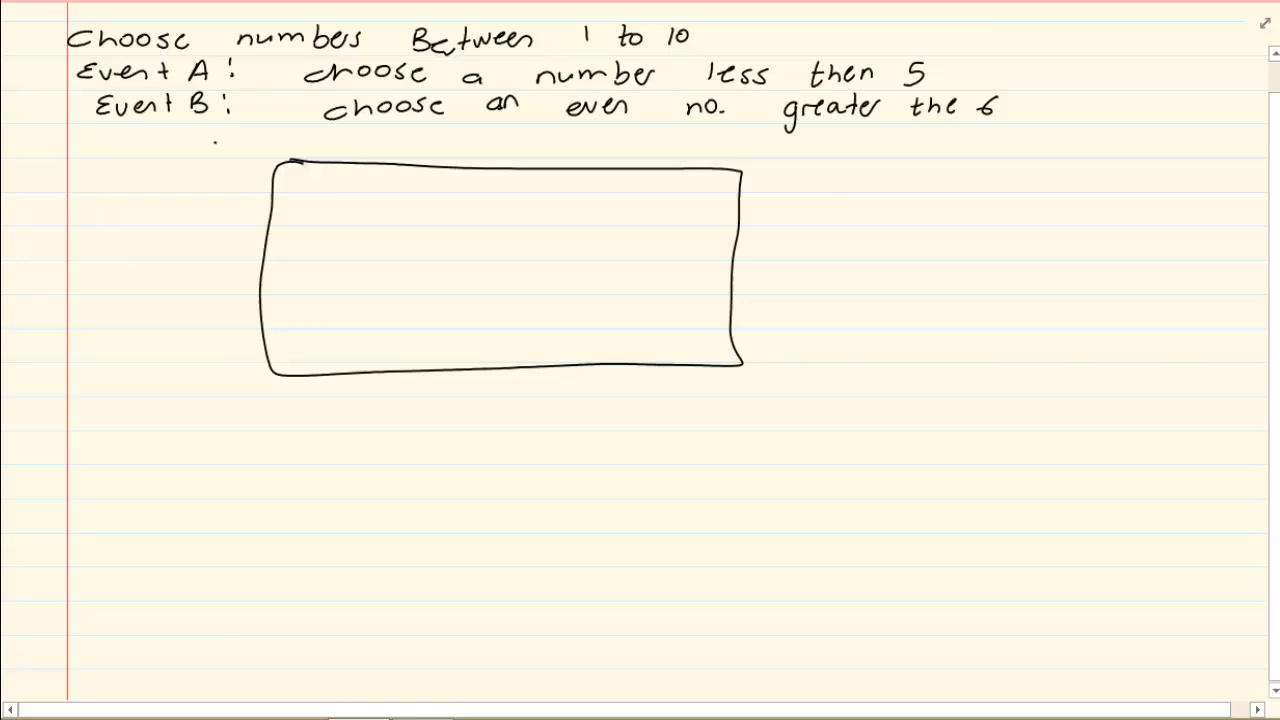 Choose numbers Between 1 to 10
Event A: choose a number less then 5
Event B: choose an even no. greater the 6